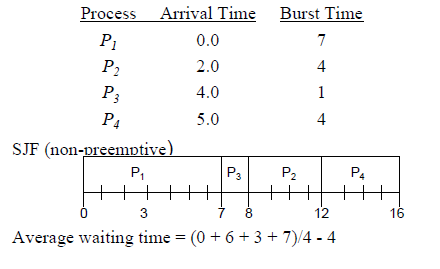 Process Arrival Time Burst Time
P1 0.0 7
P2 2.0 4
P3 4.0 1
P4 5.0 4
SJF (non-preemptive)
P1 P3 P2 P4
0 3 7 8 12 16
Average waiting time = (0 + 6 + 3 + 7)/4 - 4